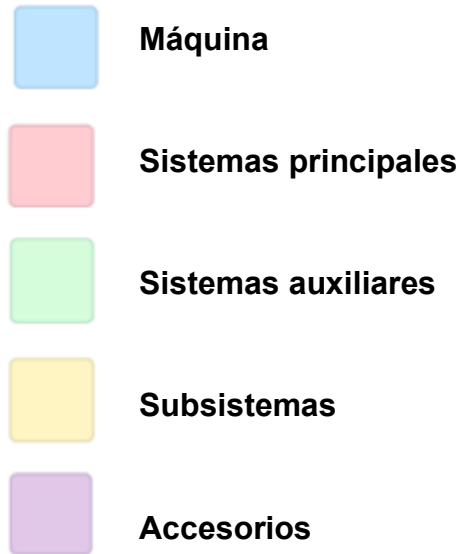 Máquina
Sistemas principales
Sistemas auxiliares
Subsistemas
Accesorios